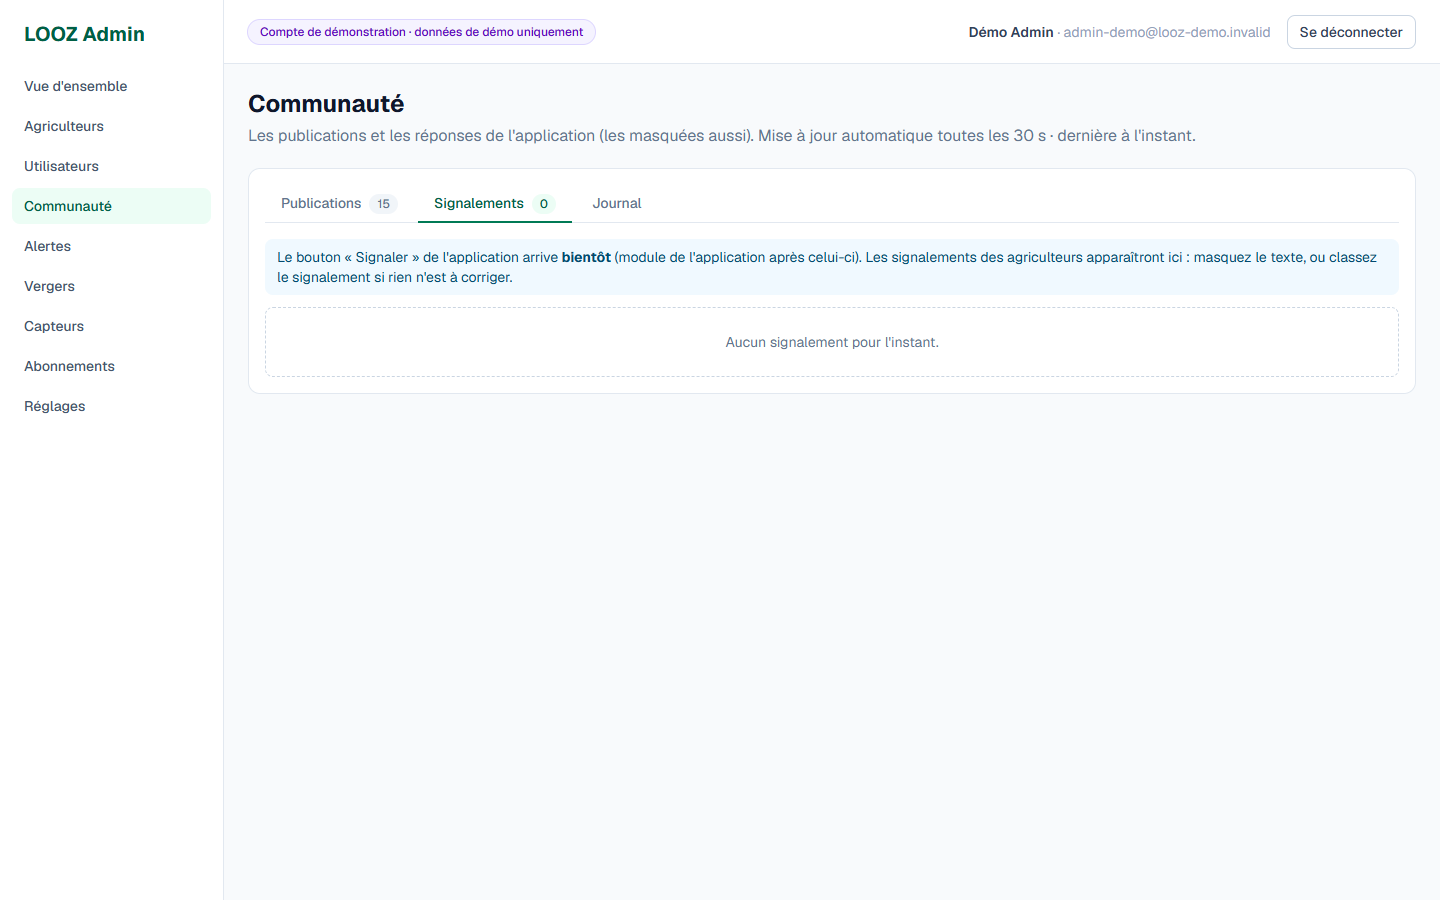 LOOZ Admin
Compte de démonstration · données de démo uniquement
Démo Admin · admin-demo@looz-demo.invalid
Se déconnecter
Vue d'ensemble
Agriculteurs
Utilisateurs
Communauté
Alertes
Vergers
Capteurs
Abonnements
Réglages
Communauté
Les publications et les réponses de l'application (les masquées aussi). Mise à jour automatique toutes les 30 s · dernière à l'instant.
Publications 15
Signalements 0
Journal
Le bouton « Signaler » de l'application arrive bientôt (module de l'application après celui-ci). Les signalements des agriculteurs apparaîtront ici : masquez le texte, ou classez
le signalement si rien n'est à corriger.
Aucun signalement pour l'instant.